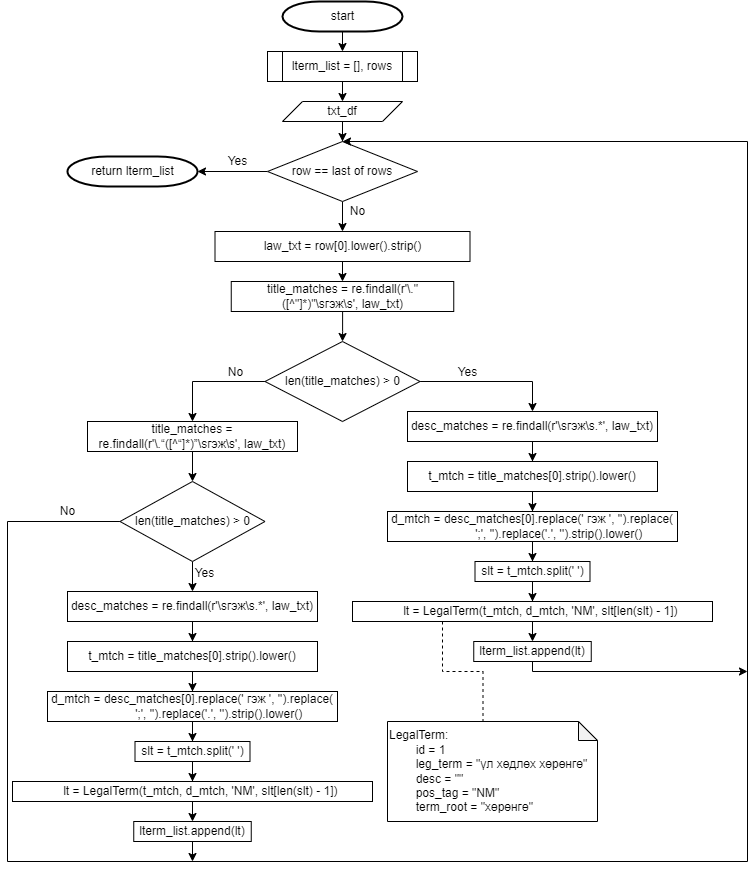 start
lterm_list = [], rows
txt_df
row == last of rows
Yes
return lterm_list
No
law_txt = row[0].lower().strip()
title_matches = re.findall(r'\."
([^"]*)"\sгэж\s', law_txt)
len(title_matches) > 0
No
Yes
title_matches =
re.findall(r'\.“([^“]*)”\sгэж\s', law_txt)
len(title_matches) > 0
No
Yes
desc_matches = re.findall(r'\sгэж\s.*', law_txt)
t_mtch = title_matches[0].strip().lower()
d_mtch = desc_matches[0].replace(' гэж ', '').replace(
';', '').replace('.', '').strip().lower()
slt = t_mtch.split(' ')
lt = LegalTerm(t_mtch, d_mtch, 'NM', slt[len(slt) - 1])
lterm_list.append(lt)
desc_matches = re.findall(r'\sгэж\s.*', law_txt)
t_mtch = title_matches[0].strip().lower()
d_mtch = desc_matches[0].replace(' гэж ', '').replace(
';', '').replace('.', '').strip().lower()
slt = t_mtch.split(' ')
lt = LegalTerm(t_mtch, d_mtch, 'NM', slt[len(slt) - 1])
lterm_list.append(lt)
LegalTerm:
id = 1
leg_term = "үл хөдлөх хөрөнгө"
desc = ""
pos_tag = "NM"
term_root = "хөрөнгө"